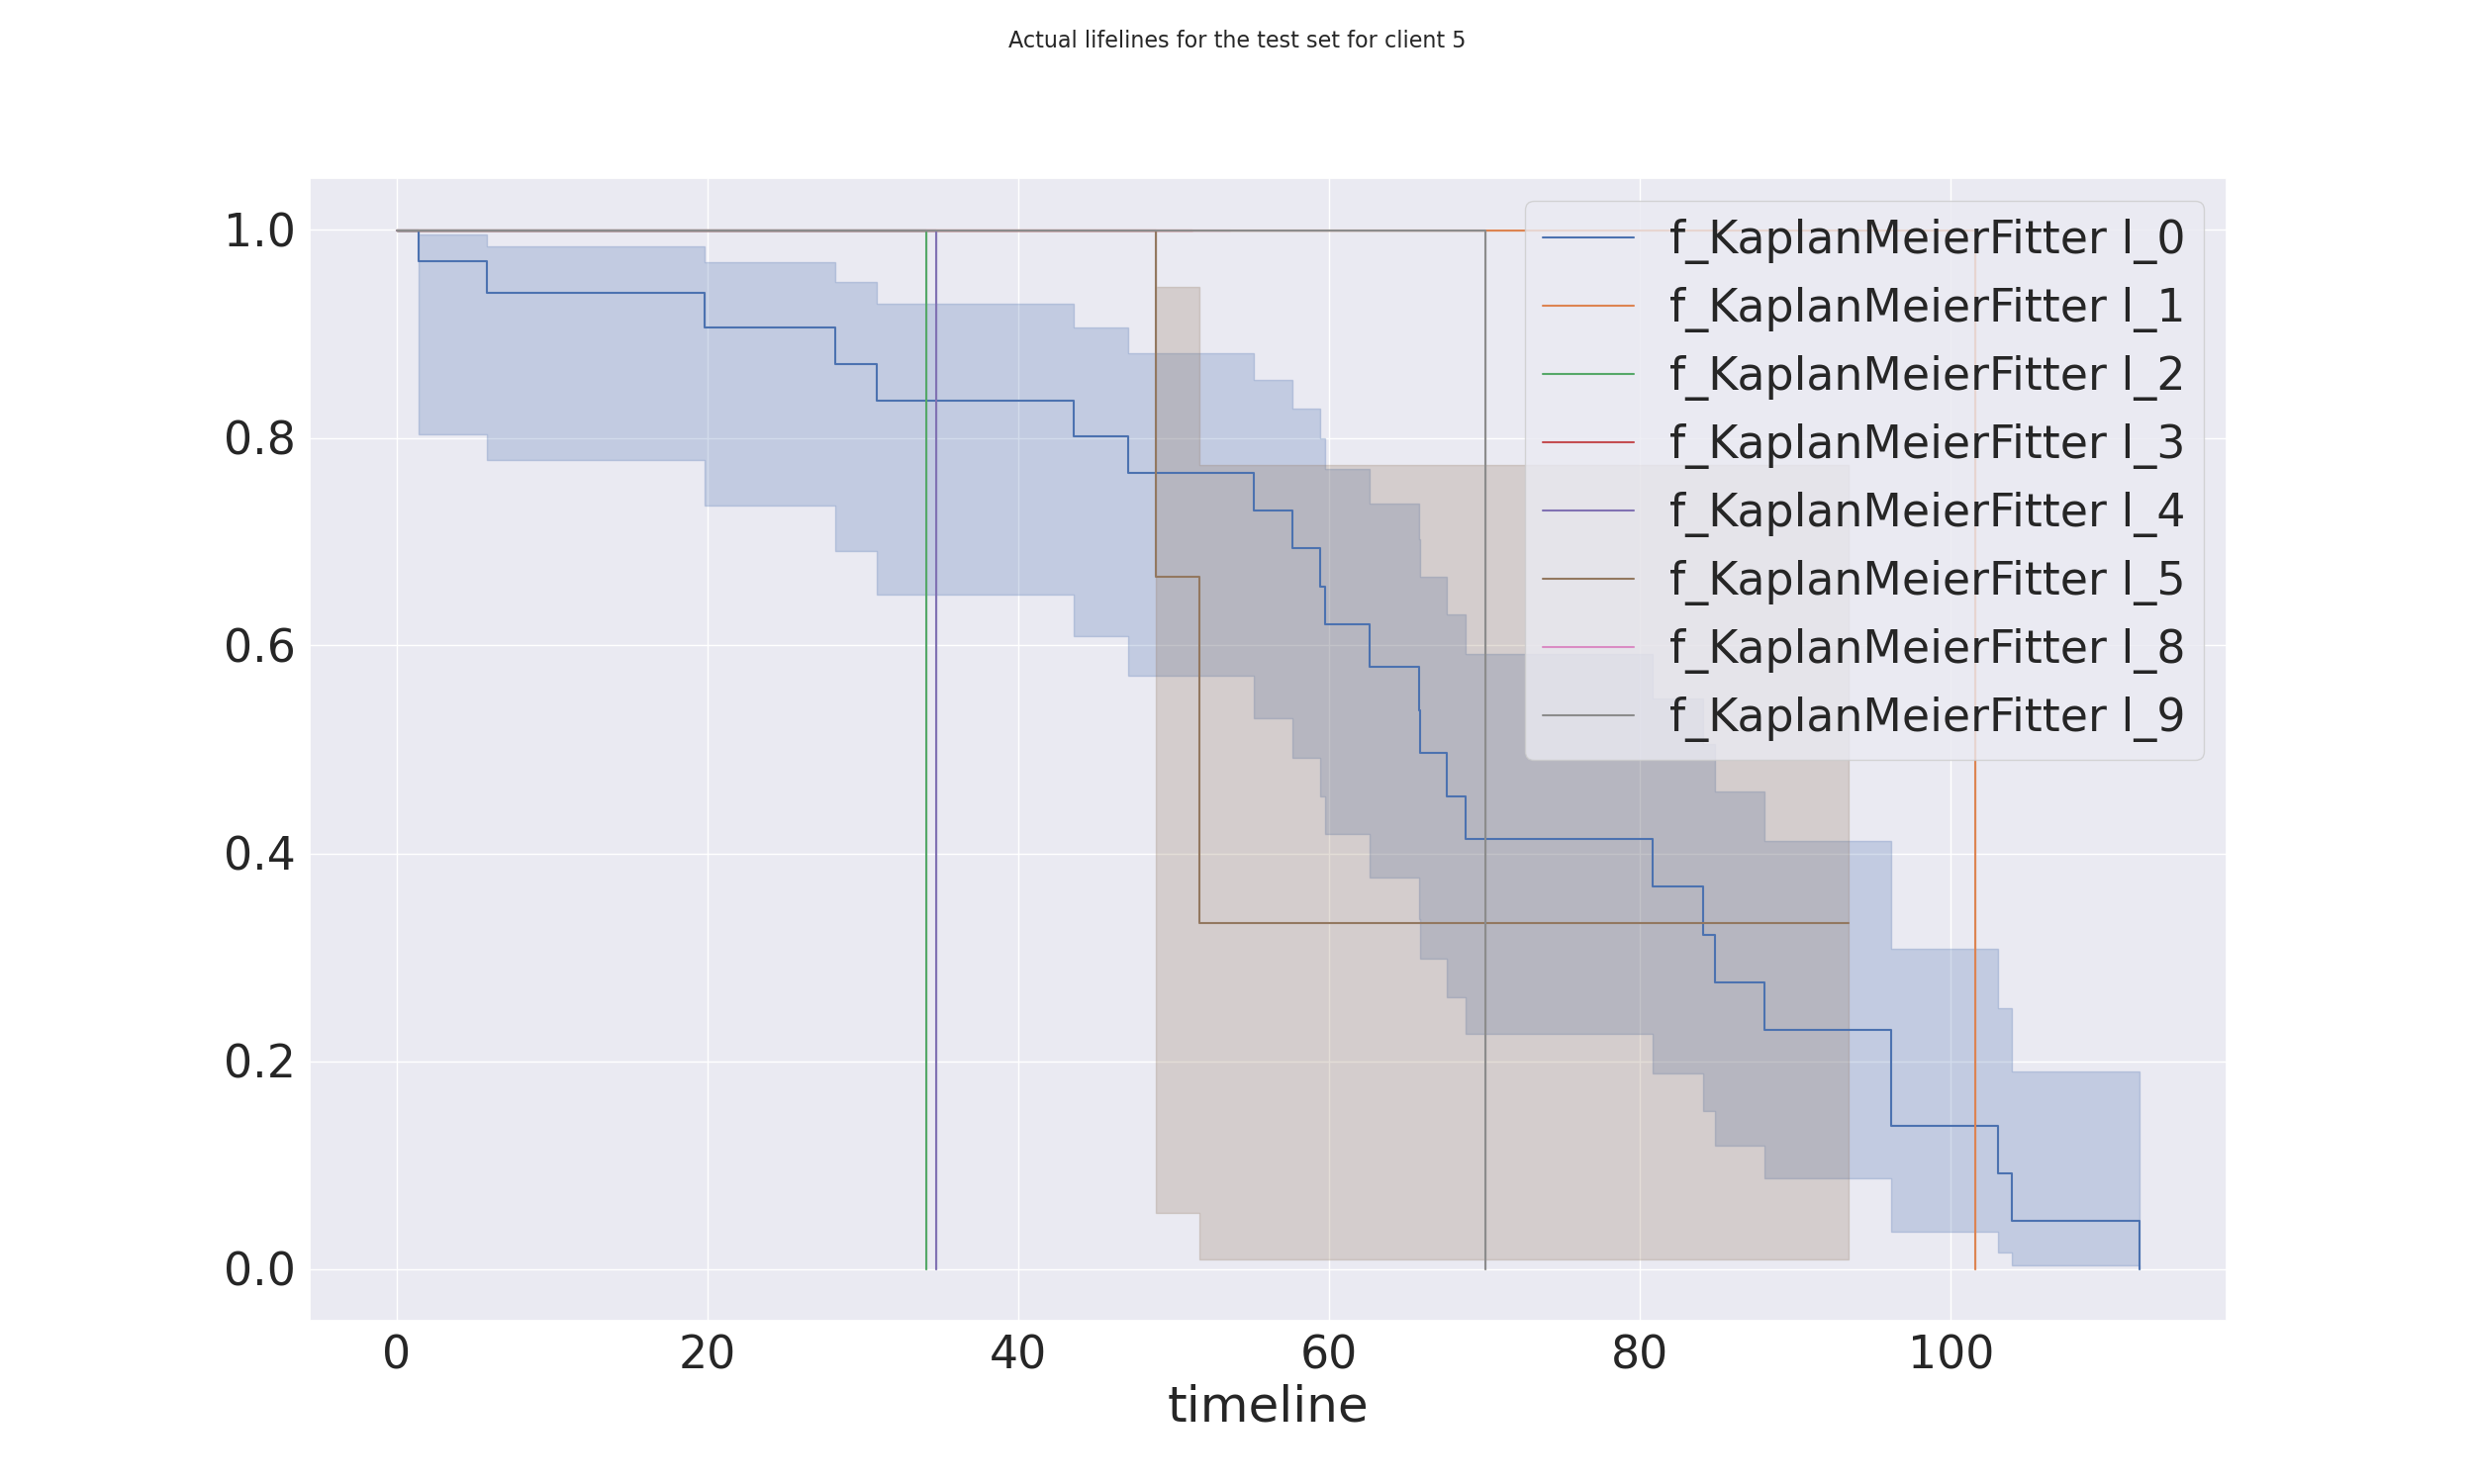 Actual lifelines for the test set for client 5
1.0
0.8
0.6
0.4
0.2
0.0
f_KaplanMeierFitter l_0
f_KaplanMeierFitter l_1
f_KaplanMeierFitter l_2
f_KaplanMeierFitter l_3
f_KaplanMeierFitter l_4
f_KaplanMeierFitter l_5
f_KaplanMeierFitter l_8
f_KaplanMeierFitter l_9
0 20 40 60 80 100
timeline